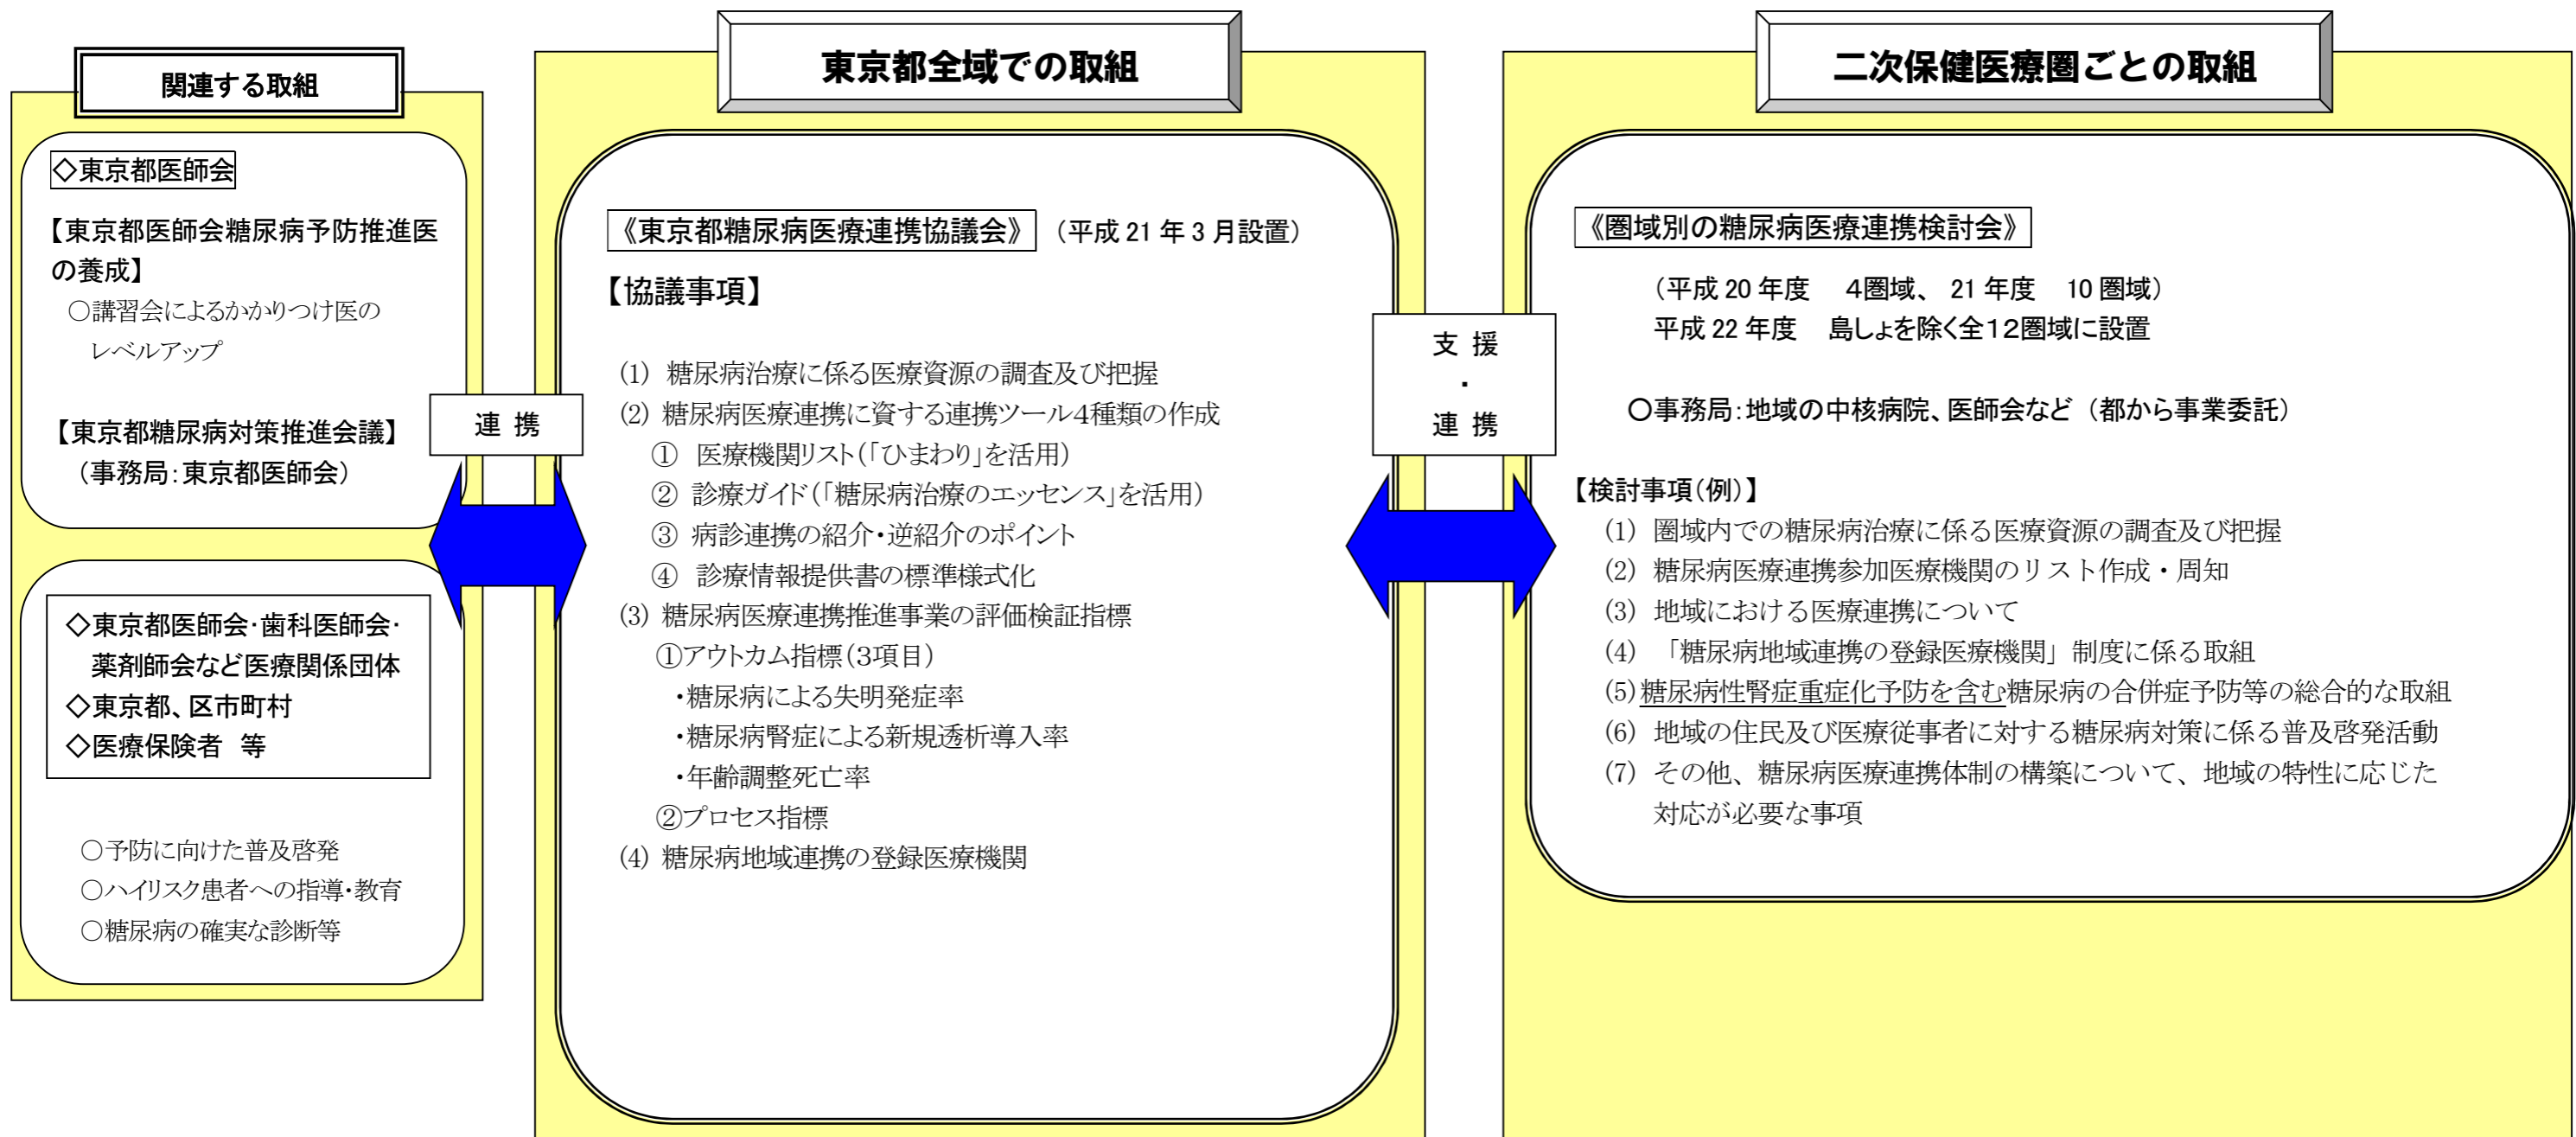 関連する取組
◇東京都医師会
【東京都医師会糖尿病予防推進医
の養成】
○講習会によるかかりつけ医の
レベルアップ
【東京都糖尿病対策推進会議】
（事務局：東京都医師会）
◇東京都医師会・歯科医師会・
薬剤師会など医療関係団体
◇東京都、区市町村
◇医療保険者 等
○予防に向けた普及啓発
○ハイリスク患者への指導・教育
○糖尿病の確実な診断等
連 携
東京都全域での取組
《東京都糖尿病医療連携協議会》 （平成 21 年 3 月設置）
【協議事項】
(1) 糖尿病治療に係る医療資源の調査及び把握
(2) 糖尿病医療連携に資する連携ツール４種類の作成
① 医療機関リスト（「ひまわり」を活用）
② 診療ガイド（「糖尿病治療のエッセンス」を活用）
③ 病診連携の紹介・逆紹介のポイント
④ 診療情報提供書の標準様式化
(3) 糖尿病医療連携推進事業の評価検証指標
①アウトカム指標（３項目）
・糖尿病による失明発症率
・糖尿病腎症による新規透析導入率
・年齢調整死亡率
②プロセス指標
(4) 糖尿病地域連携の登録医療機関
支 援
・
連 携
二次保健医療圏ごとの取組
《圏域別の糖尿病医療連携検討会》
（平成 20 年度 ４圏域、 21 年度 10 圏域）
平成 22 年度 島しょを除く全１２圏域に設置
○事務局：地域の中核病院、医師会など （都から事業委託）
【検討事項（例）】
(1) 圏域内での糖尿病治療に係る医療資源の調査及び把握
(2) 糖尿病医療連携参加医療機関のリスト作成・周知
(3) 地域における医療連携について
(4) 「糖尿病地域連携の登録医療機関」制度に係る取組
(5) 糖尿病性腎症重症化予防を含む糖尿病の合併症予防等の総合的な取組
(6) 地域の住民及び医療従事者に対する糖尿病対策に係る普及啓発活動
(7) その他、糖尿病医療連携体制の構築について、地域の特性に応じた
対応が必要な事項